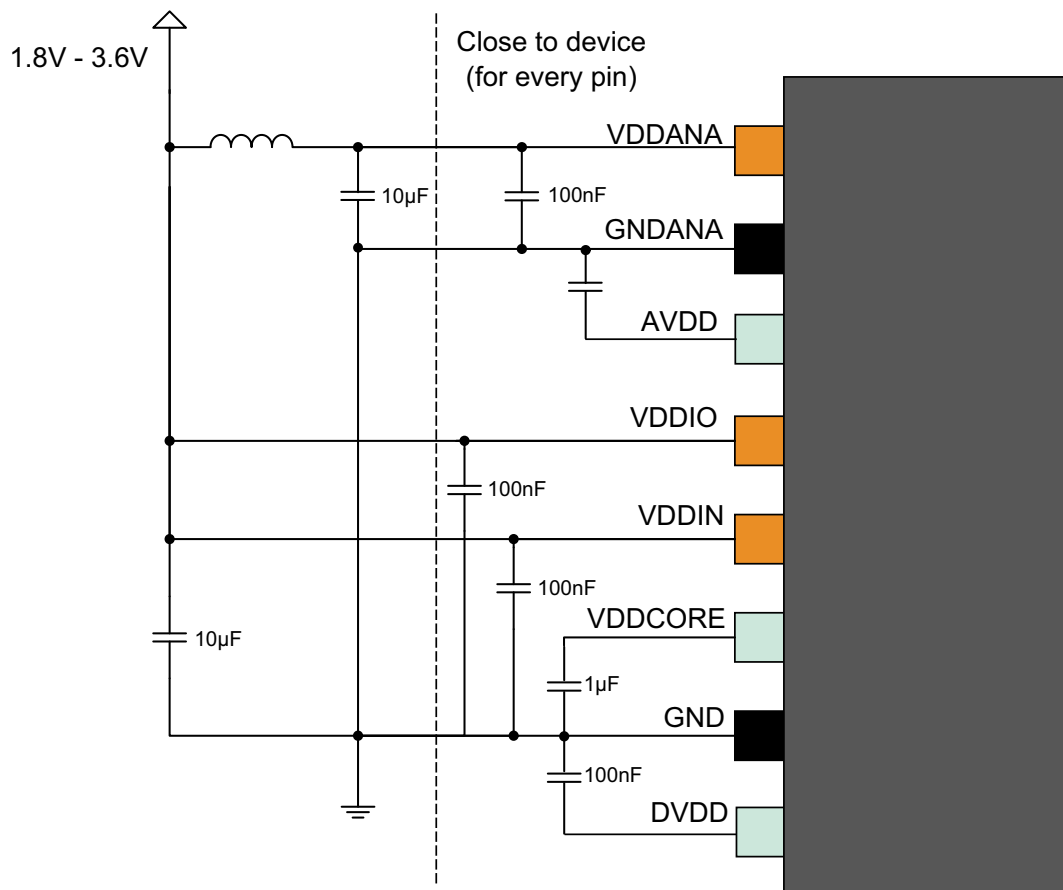 1.8V - 3.6V
Close to device
(for every pin)
VDDANA
10µF
100nF
GNDANA
AVDD
VDDIO
100nF
VDDIN
100nF
VDDCORE
10µF
1µF
GND
100nF
DVDD